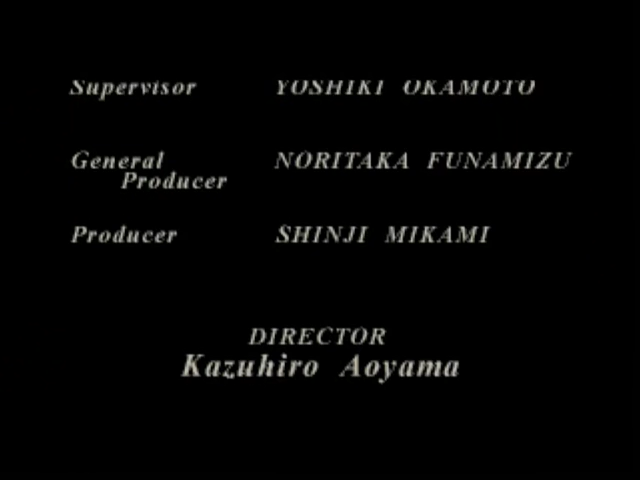 Supervisor YOSHIKI OKAMOTO
General NORITAKA FUNAMIZU
Producer
Producer SHINJI MIKAMI
DIRECTOR
Kazuhiro Aoyama